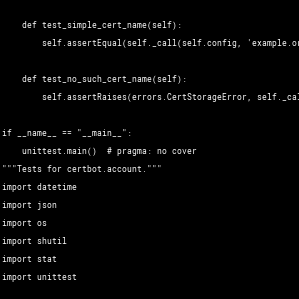 def test_simple_cert_name(self):
self.assertEqual(self._call(self.config, 'example.or
def test_no_such_cert_name(self):
self.assertRaises(errors.CertStorageError, self._cal
if __name__ == "__main__":
unittest.main()  # pragma: no cover
"""Tests for certbot.account."""
import datetime
import json
import os
import shutil
import stat
import unittest